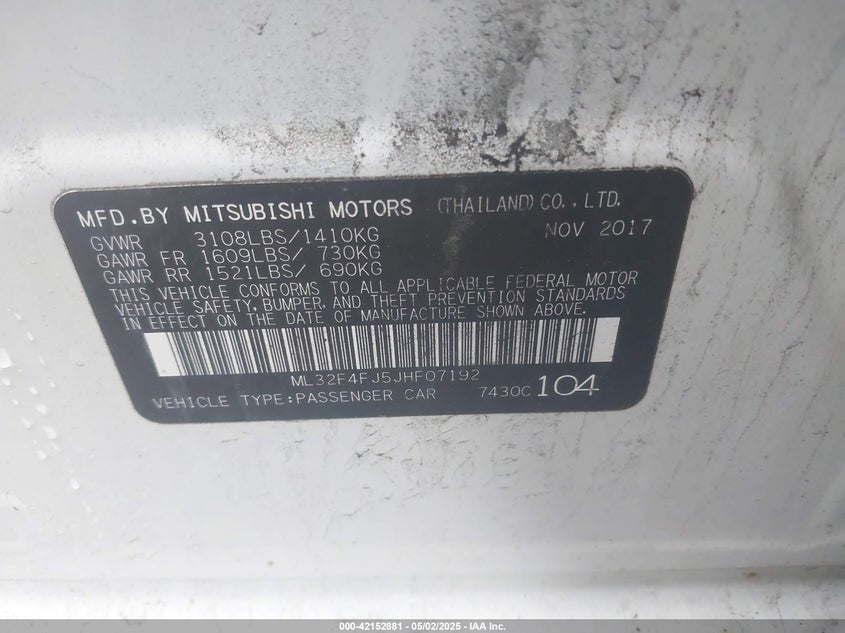 MFD.BY MITSUBISHI MOTORS (THAILAND) CO., LTD.
GVWR 3108LBS/1410KG NOV 2017
GAWR FR 1609LBS/ 730KG
GAWR RR 1521LBS/ 690KG
THIS VEHICLE CONFORMS TO ALL APPLICABLE FEDERAL MOTOR
VEHICLE SAFETY, BUMPER, AND THEFT PREVENTION STANDARDS
IN EFFECT ON THE DATE OF MANUFACTURE SHOWN ABOVE.
ML32F4FJ5JHF07192
VEHICLE TYPE:PASSENGER CAR 7430C 104
000-42152881 - 05/02/2025 - IAA Inc.